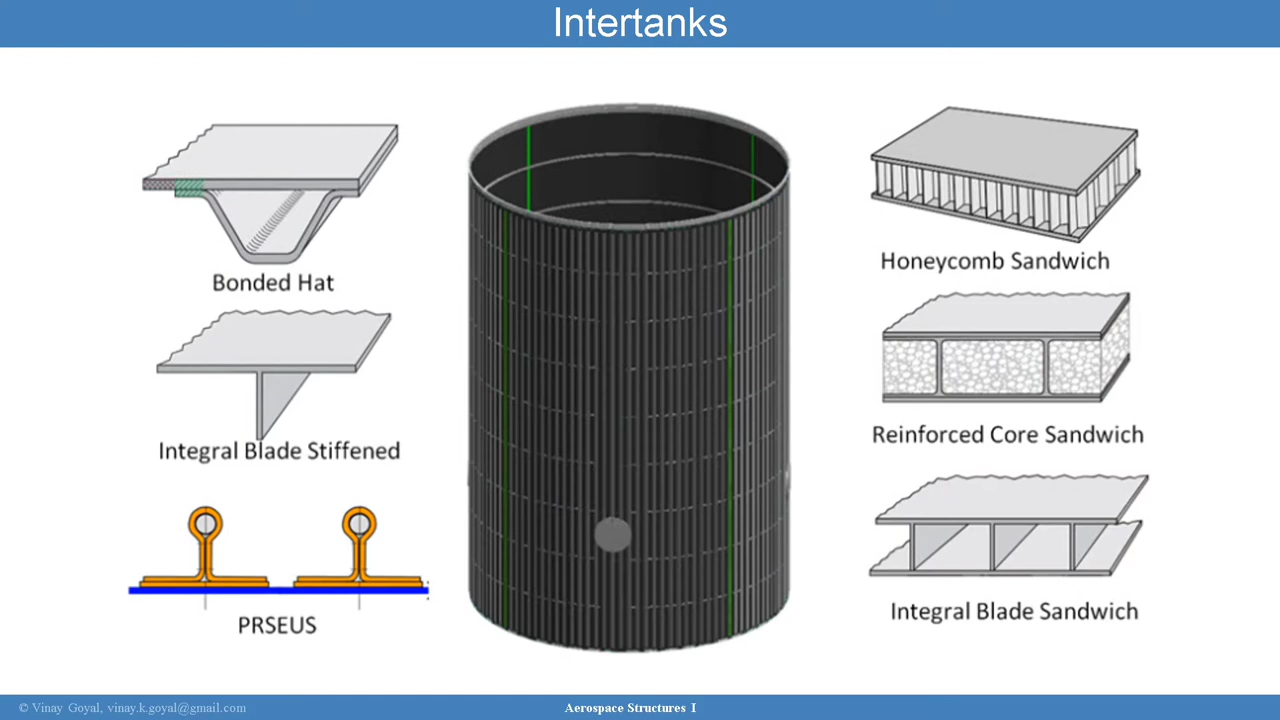 Intertanks
Bonded Hat
Integral Blade Stiffened
PRSEUS
Honeycomb Sandwich
Reinforced Core Sandwich
Integral Blade Sandwich
© Vinay Goyal, vinay.k.goyal@gmail.com
Aerospace Structures I